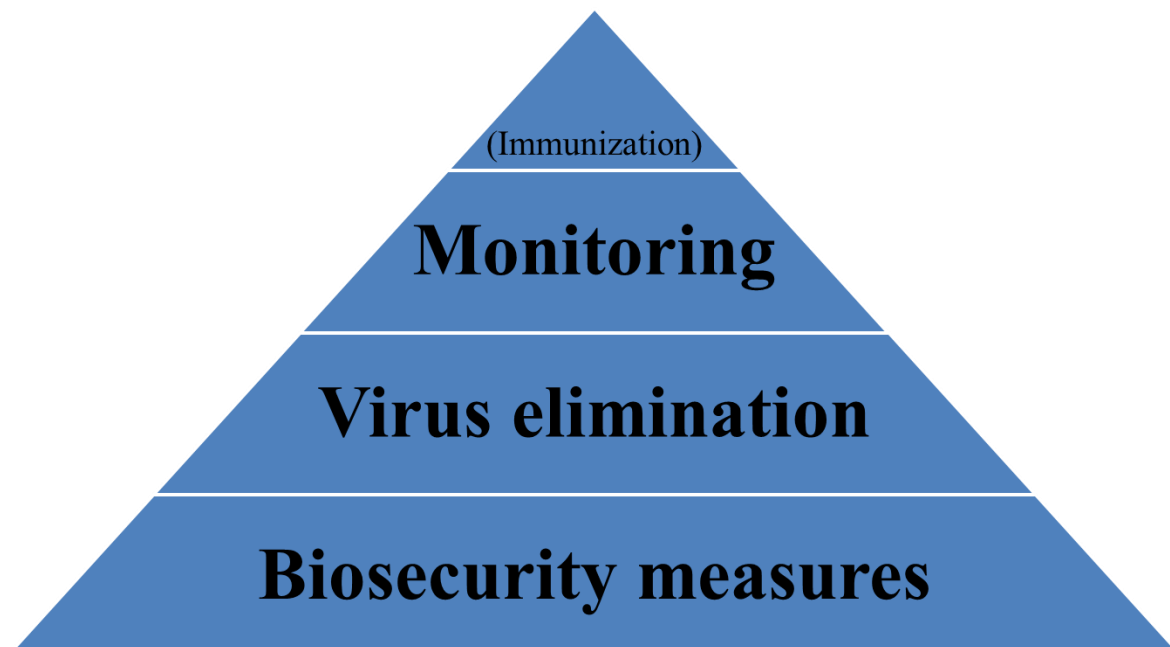 (Immunization)
Monitoring
Virus elimination
Biosecurity measures